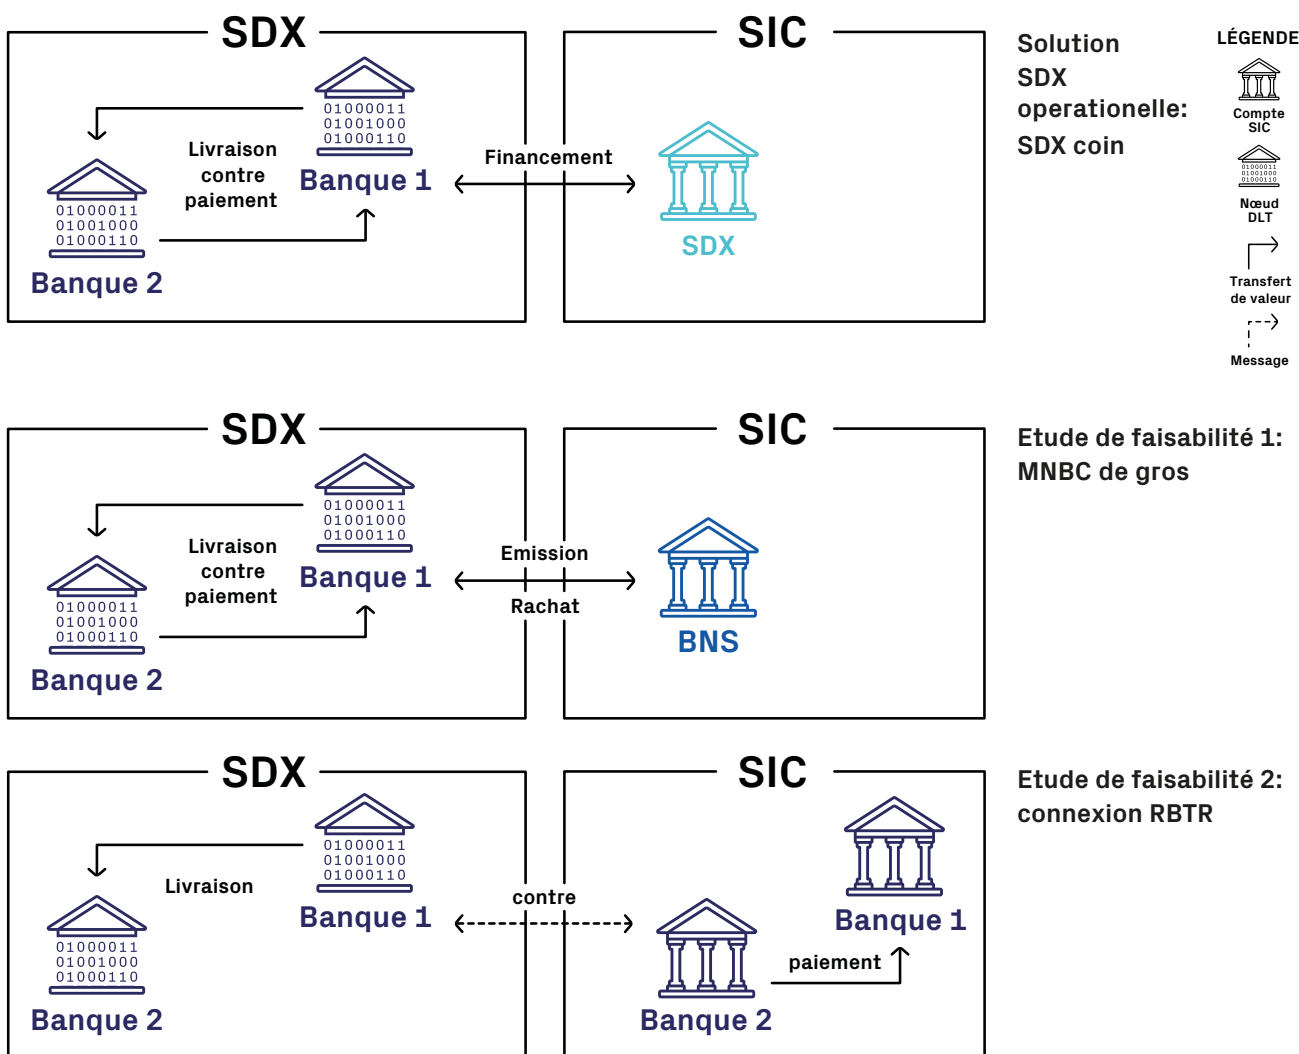 SDX
SIC
01000011
01001000
01000110
Banque 1
Livraison
contre
paiement
01000011
01001000
01000110
Banque 2
Financement
SDX
Solution
SDX
operationelle:
SDX coin
LÉGENDE
Compte
SIC
01000011
01001000
01000110
Nœud
DLT
Transfert
de valeur
Message
SDX
SIC
01000011
01001000
01000110
Banque 1
Livraison
contre
paiement
01000011
01001000
01000110
Banque 2
Emission
Rachat
BNS
Etude de faisabilité 1:
MNBC de gros
SDX
SIC
01000011
01001000
01000110
Banque 1
Livraison
01000011
01001000
01000110
Banque 2
contre
Banque 1
paiement
Banque 2
Etude de faisabilité 2:
connexion RBTR